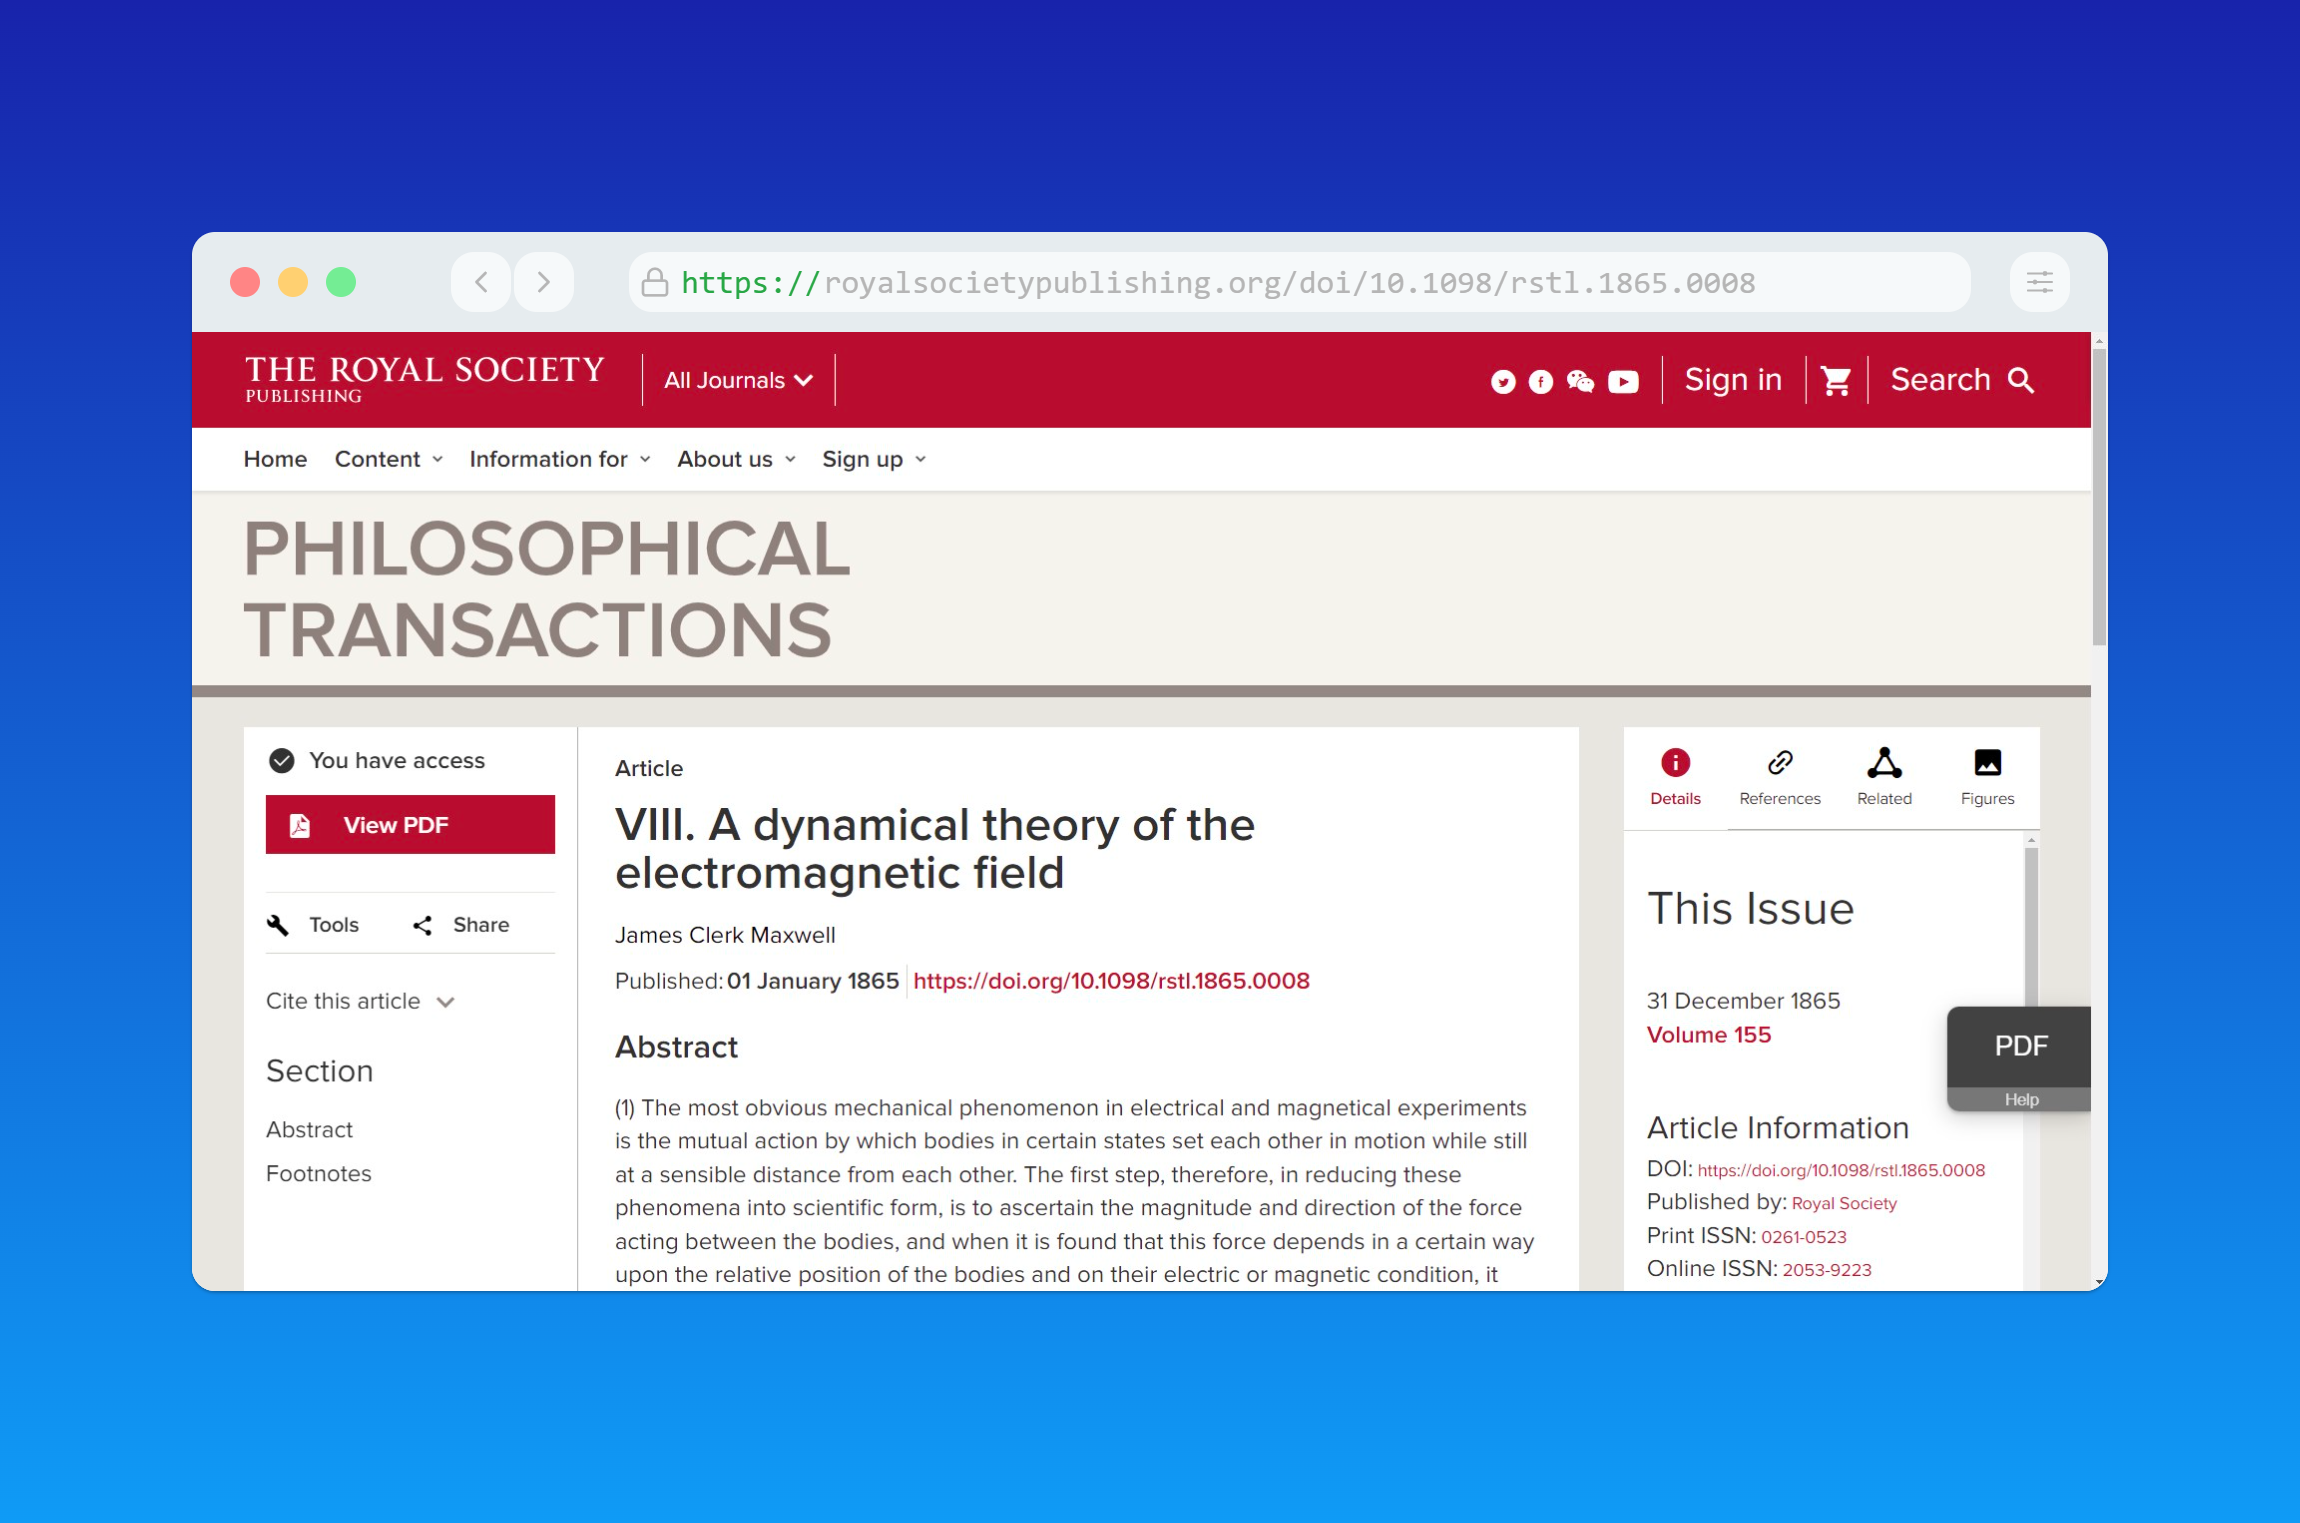 https://royalsocietypublishing.org/doi/10.1098/rstl.1865.0008
THE ROYAL SOCIETY
PUBLISHING
All Journals
Sign in
Search
Home
Content
Information for
About us
Sign up
PHILOSOPHICAL
TRANSACTIONS
You have access
View PDF
Tools
Share
Cite this article
Section
Abstract
Footnotes
Article
VIII. A dynamical theory of the
electromagnetic field
James Clerk Maxwell
Published: 01 January 1865
https://doi.org/10.1098/rstl.1865.0008
Abstract
(1) The most obvious mechanical phenomenon in electrical and magnetical experiments
is the mutual action by which bodies in certain states set each other in motion while still
at a sensible distance from each other. The first step, therefore, in reducing these
phenomena into scientific form, is to ascertain the magnitude and direction of the force
acting between the bodies, and when it is found that this force depends in a certain way
upon the relative position of the bodies and on their electric or magnetic condition, it
Details
References
Related
Figures
This Issue
31 December 1865
Volume 155
PDF
Help
Article Information
DOI: https://doi.org/10.1098/rstl.1865.0008
Published by: Royal Society
Print ISSN: 0261-0523
Online ISSN: 2053-9223